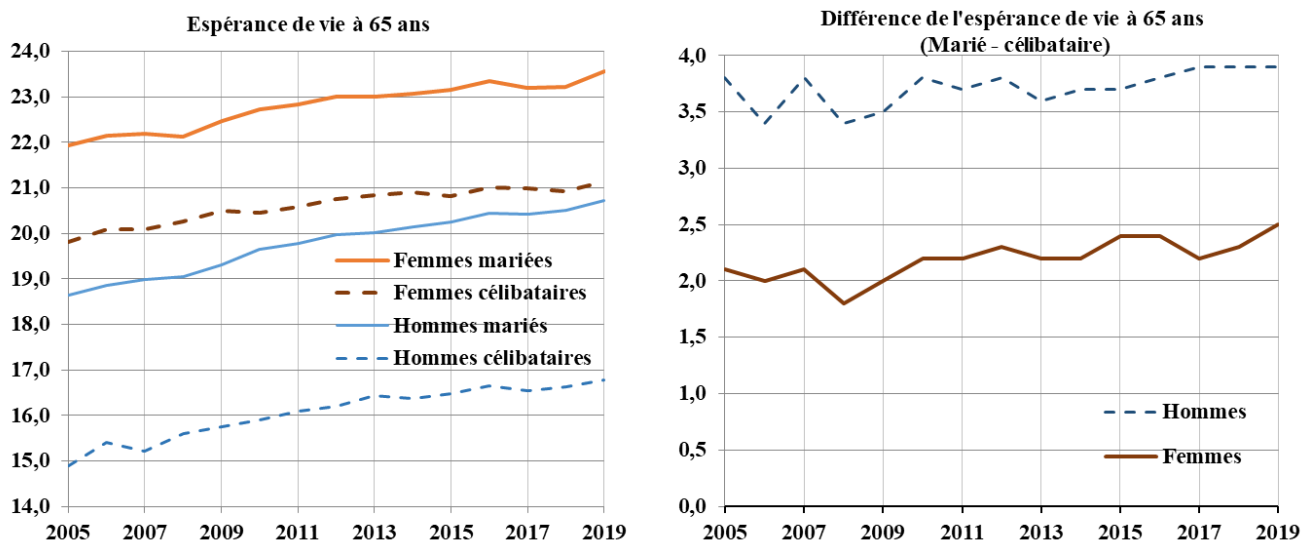 Espérance de vie à 65 ans
24,0
23,0
22,0
21,0
20,0
19,0
18,0
17,0
16,0
15,0
14,0
Femmes mariées
Femmes célibataires
Hommes mariés
Hommes célibataires
2005 2007 2009 2011 2013 2015 2017 2019
Différence de l'espérance de vie à 65 ans
(Marié - célibataire)
4,0
3,5
3,0
2,5
2,0
1,5
1,0
0,5
0,0
Hommes
Femmes
2005 2007 2009 2011 2013 2015 2017 2019